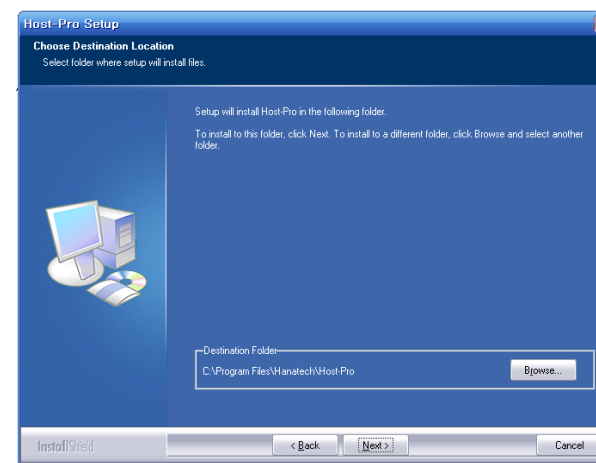 Host-Pro Setup
Choose Destination Location
Select folder where setup will install files.
Setup will install Host-Pro in the following folder.
To install to this folder, click Next. To install to a different folder, click Browse and select another
folder.
Destination Folder
C:\Program Files\Hanatech\Host-Pro
Browse...
InstallShield
< Back
Next >
Cancel